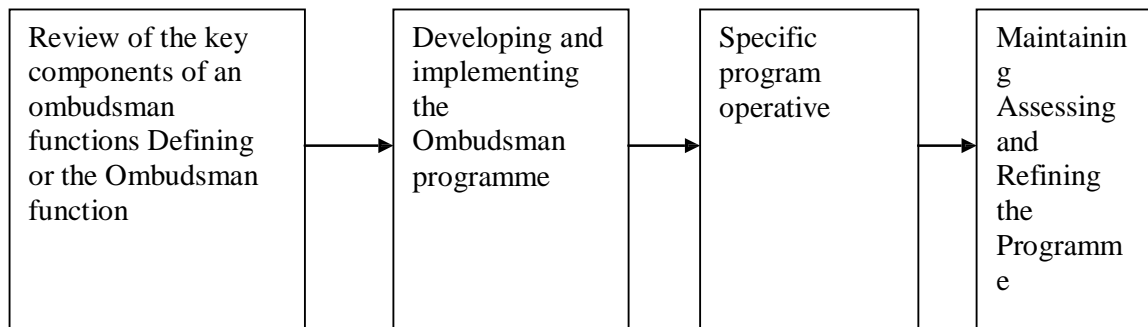 Review of the key
components of an
ombudsman
functions Defining
or the Ombudsman
function
Developing and
implementing
the
Ombudsman
programme
Specific
program
operative
Maintainin
g
Assessing
and
Refining
the
Programm
e